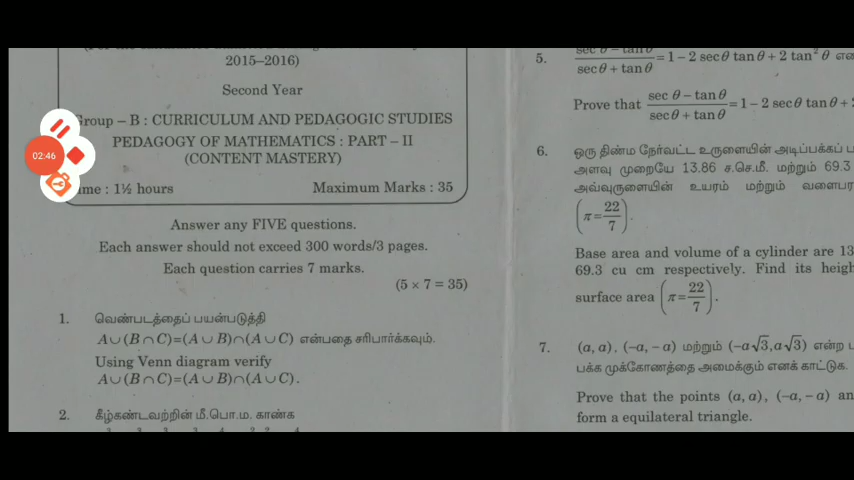 2015–2016)
Second Year
Group – B : CURRICULUM AND PEDAGOGIC STUDIES
PEDAGOGY OF MATHEMATICS : PART – II
(CONTENT MASTERY)
me : 1½ hours Maximum Marks : 35
Answer any FIVE questions.
Each answer should not exceed 300 words/3 pages.
Each question carries 7 marks.
(5 × 7 = 35)
1. வெண்படத்தைப் பயன்படுத்தி
A∪(B∩C)=(A∪B)∩(A∪C) என்பதை சரிபார்க்கவும்.
Using Venn diagram verify
A∪(B∩C)=(A∪B)∩(A∪C).
2. கீழ்கண்டவற்றின் மீ.பொ.ம. காண்க
5. sec θ − tan θ / sec θ + tan θ = 1 − 2 sec θ tan θ + 2 tan² θ
Prove that sec θ − tan θ / sec θ + tan θ = 1 − 2 sec θ tan θ +
6. ஒரு திண்ம நேர்வட்ட உருளையின் அடிப்பக்கப்
அளவு முறையே 13.86 ச.செ.மீ. மற்றும் 69.3
அவ்வுருளையின் உயரம் மற்றும்
(π = 22/7).
Base area and volume of a cylinder are 13
69.3 cu cm respectively. Find its heigh
surface area (π = 22/7).
7. (a, a), (−a, −a) மற்றும் (−a√3, a√3) என்ற
பக்க முக்கோணத்தை அமைக்கும் எனக் காட்டுக.
Prove that the points (a, a), (−a, −a) an
form a equilateral triangle.
02:46